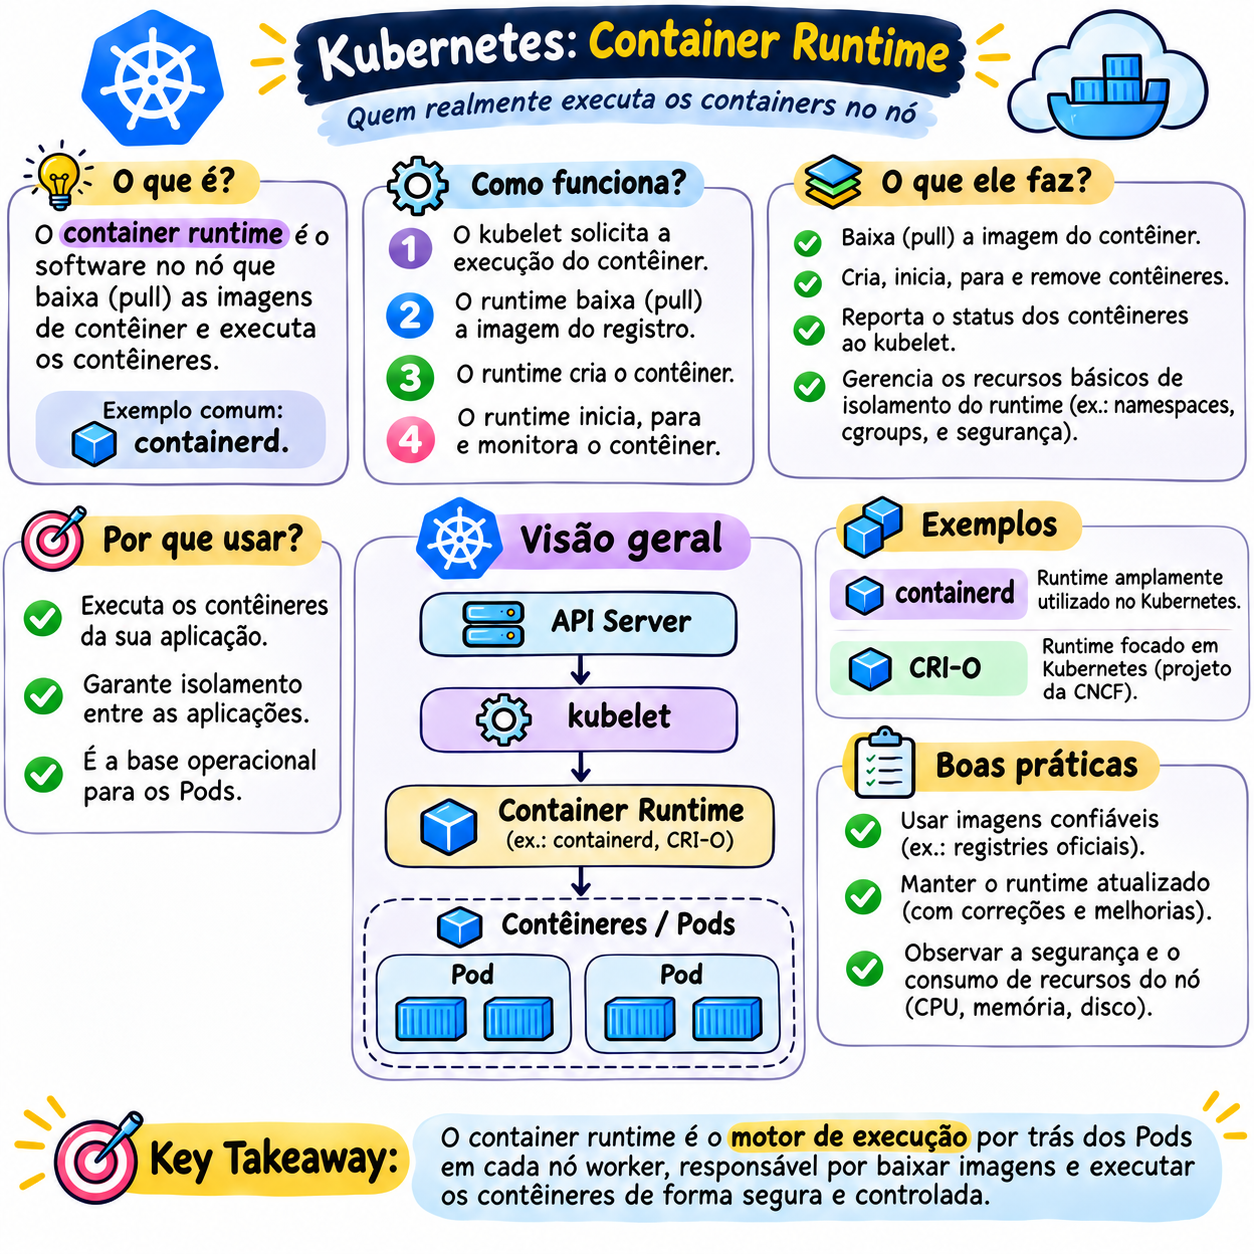 Kubernetes: Container Runtime
Quem realmente executa os containers no nó
O que é?
O container runtime é o
software no nó que
baixa (pull) as imagens
de contêiner e executa
os contêineres.
Exemplo comum:
containerd.
Como funciona?
1 O kubelet solicita a
execução do contêiner.
2 O runtime baixa (pull)
a imagem do registro.
3 O runtime cria o contêiner.
4 O runtime inicia, para
e monitora o contêiner.
O que ele faz?
Baixa (pull) a imagem do contêiner.
Cria, inicia, para e remove contêineres.
Reporta o status dos contêineres
ao kubelet.
Gerencia os recursos básicos de
isolamento do runtime (ex.: namespaces,
cgroups, e segurança).
Por que usar?
Executa os contêineres
da sua aplicação.
Garante isolamento
entre as aplicações.
É a base operacional
para os Pods.
Visão geral
API Server
kubelet
Container Runtime
(ex.: containerd, CRI-O)
Contêineres / Pods
Pod
Pod
Exemplos
containerd
Runtime amplamente
utilizado no Kubernetes.
CRI-O
Runtime focado em
Kubernetes (projeto
da CNCF).
Boas práticas
Usar imagens confiáveis
(ex.: registries oficiais).
Manter o runtime atualizado
(com correções e melhorias).
Observar a segurança e o
consumo de recursos do nó
(CPU, memória, disco).
Key Takeaway:
O container runtime é o motor de execução por trás dos Pods
em cada nó worker, responsável por baixar imagens e executar
os contêineres de forma segura e controlada.